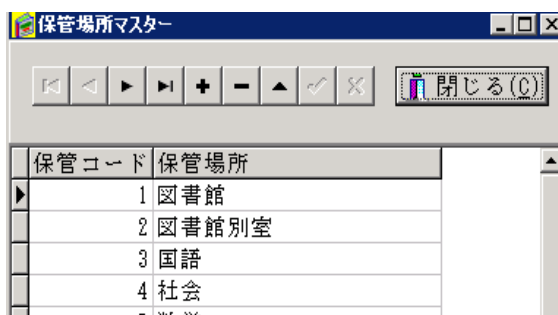 保管場所マスター
閉じる(C)
保管コード 保管場所
1 図書館
2 図書館別室
3 国語
4 社会